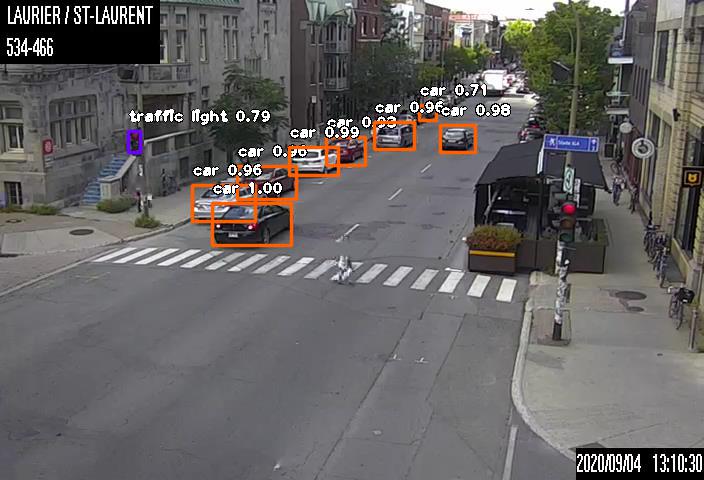 LAURIER / ST-LAURENT
534-466
car 0.71
car 0.96
car 0.98
traffic light 0.79
car 0.99
car 0.96
car 0.96
car 1.00
2020/09/04 13:10:30